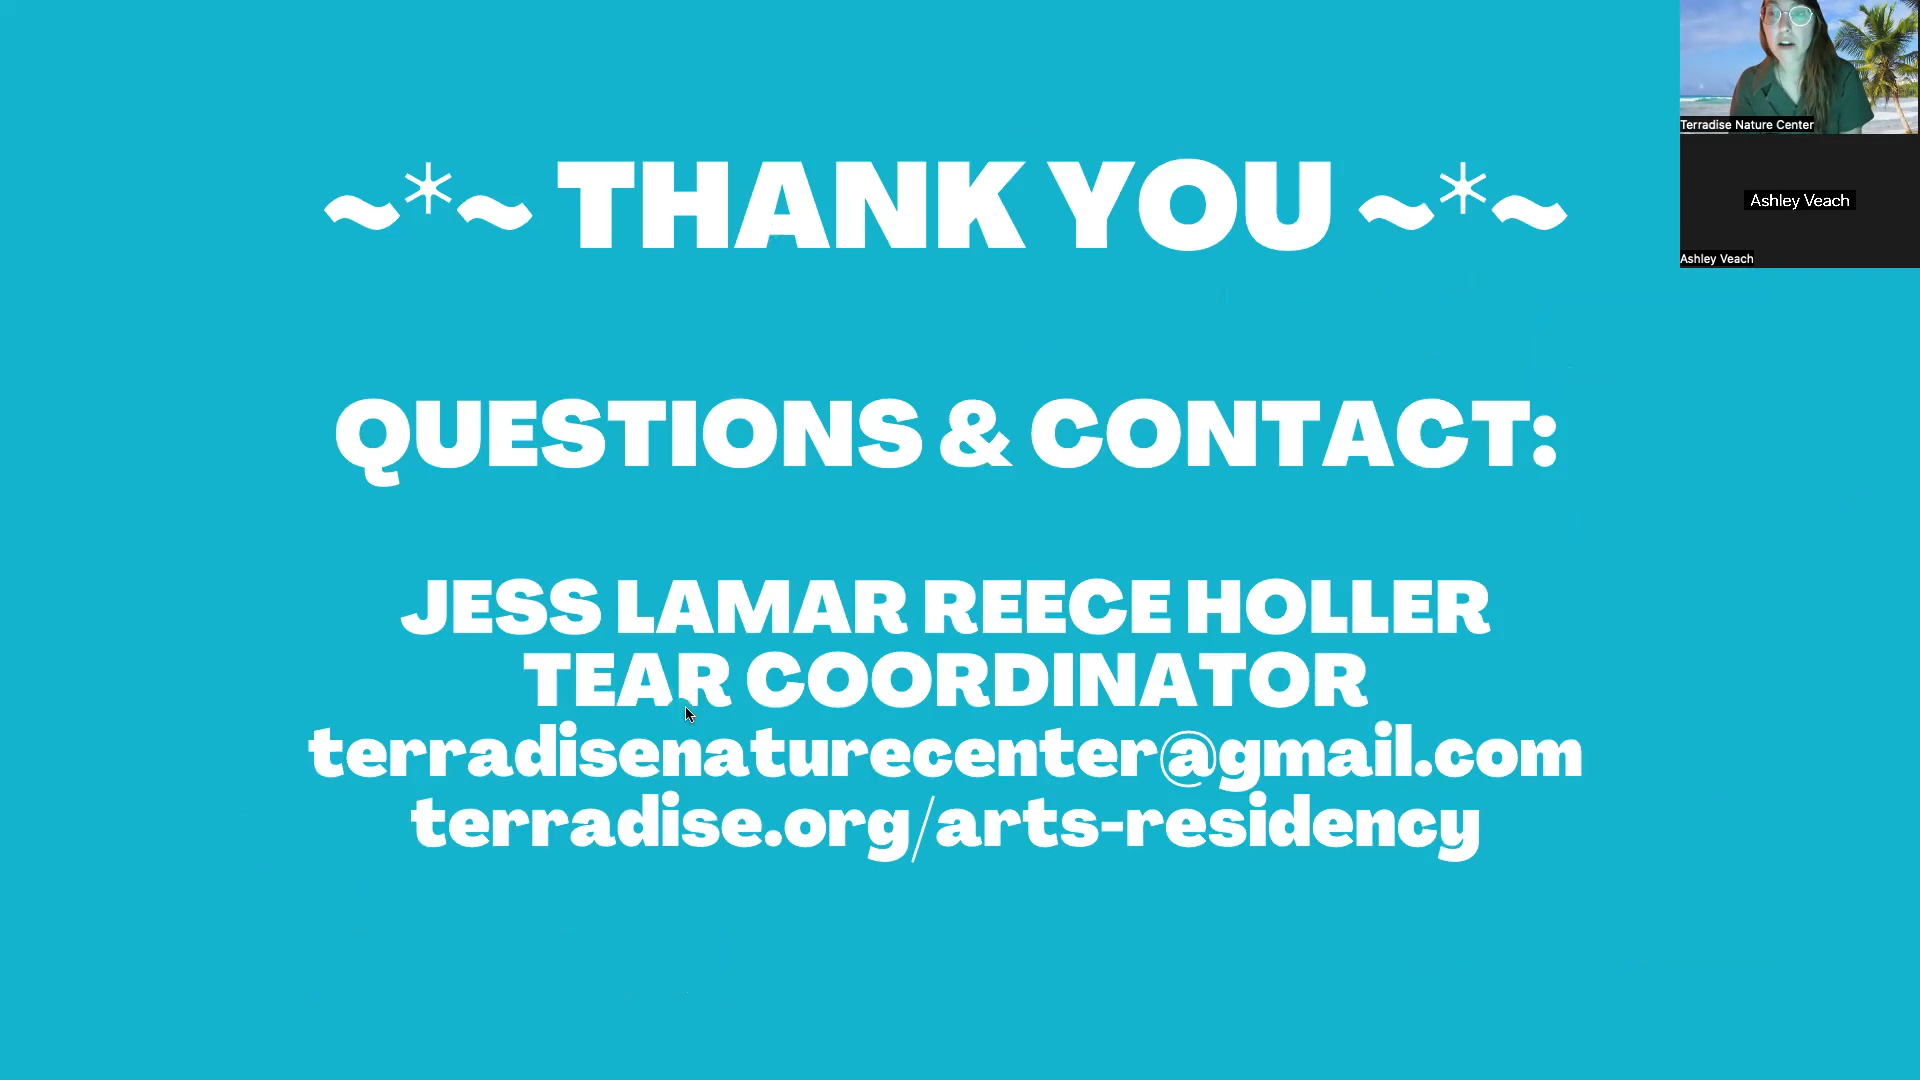 ~*~ THANK YOU ~*~
QUESTIONS & CONTACT:
JESS LAMAR REECE HOLLER
TEAR COORDINATOR
terradisenaturecenter@gmail.com
terradise.org/arts-residency
Terradise Nature Center
Ashley Veach
Ashley Veach